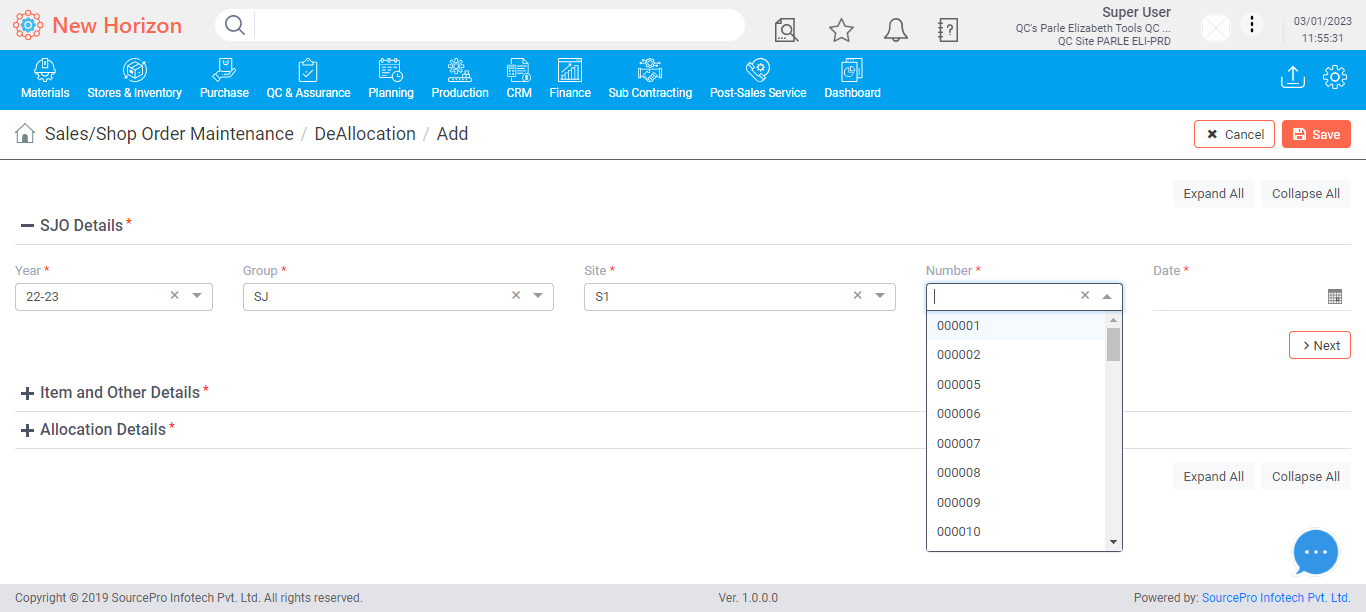 New Horizon
Super User
QC's Parle Elizabeth Tools QC ...
QC Site PARLE ELI-PRD
03/01/2023
11:55:31
Materials
Stores & Inventory
Purchase
QC & Assurance
Planning
Production
CRM
Finance
Sub Contracting
Post-Sales Service
Dashboard
Sales/Shop Order Maintenance / DeAllocation / Add
Cancel
Save
Expand All
Collapse All
SJO Details *
Year *
Group *
Site *
Number *
Date *
22-23
SJ
S1
000001
000002
000005
000006
000007
000008
000009
000010
Next
Item and Other Details *
Allocation Details *
Expand All
Collapse All
Copyright © 2019 SourcePro Infotech Pvt. Ltd. All rights reserved.
Ver. 1.0.0.0
Powered by: SourcePro Infotech Pvt. Ltd.